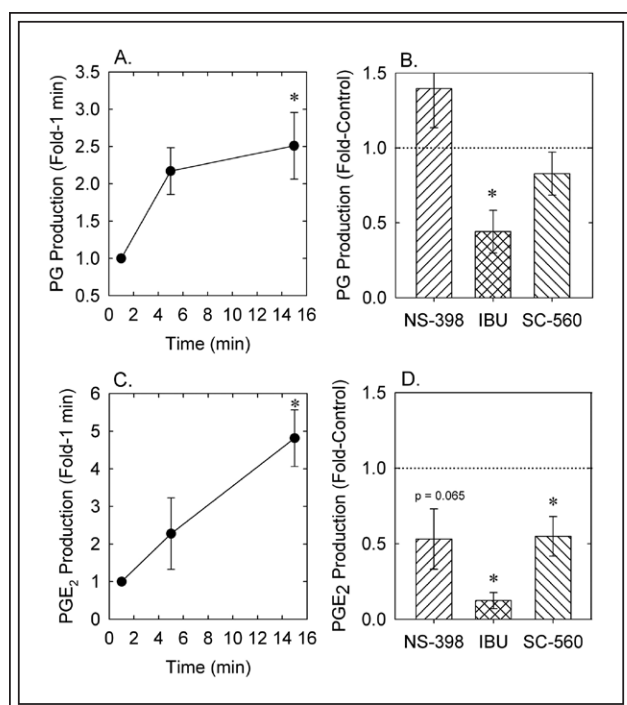 A.
PG Production (Fold-1 min)
3.5
3.0
2.5
2.0
1.5
1.0
0.5
*
0 2 4 6 8 10 12 14 16
Time (min)
B.
PG Production (Fold-Control)
1.5
1.0
0.5
0.0
*
NS-398 IBU SC-560
C.
PGE2 Production (Fold-1 min)
6
5
4
3
2
1
0
*
0 2 4 6 8 10 12 14 16
Time (min)
D.
PGE2 Production (Fold-Control)
1.5
1.0
0.5
0.0
p = 0.065
*
*
NS-398 IBU SC-560